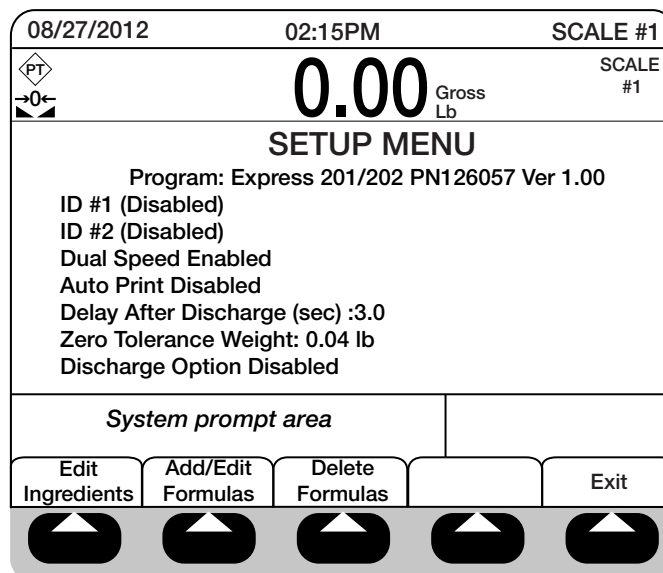 08/27/2012 02:15PM SCALE #1
PT
→0←
0.00 Gross Lb
SCALE #1
SETUP MENU
Program: Express 201/202 PN126057 Ver 1.00
ID #1 (Disabled)
ID #2 (Disabled)
Dual Speed Enabled
Auto Print Disabled
Delay After Discharge (sec) :3.0
Zero Tolerance Weight: 0.04 lb
Discharge Option Disabled
System prompt area
Edit Ingredients
Add/Edit Formulas
Delete Formulas
Exit